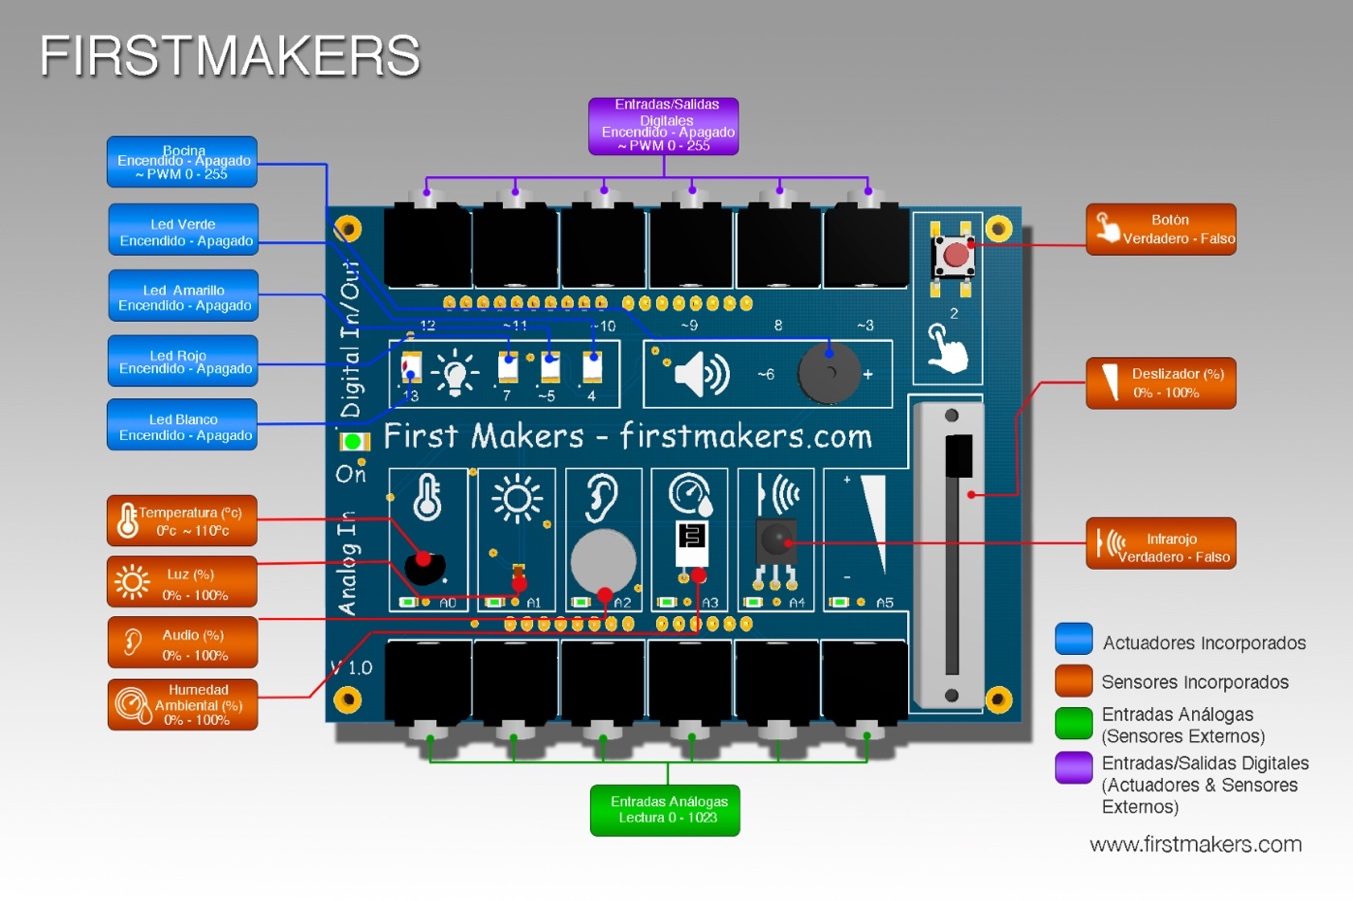 FIRSTMAKERS
Entradas/Salidas
Digitales
Encendido - Apagado
~ PWM 0 - 255
Bocina
Encendido - Apagado
~ PWM 0 - 255
Led Verde
Encendido - Apagado
Led Amarillo
Encendido - Apagado
Led Rojo
Encendido - Apagado
Led Blanco
Encendido - Apagado
Temperatura (ºc)
0ºc ~ 110ºc
Luz (%)
0% - 100%
Audio (%)
0% - 100%
Humedad
Ambiental (%)
0% - 100%
Digital In/Out
12 ~11 ~10 ~9 8 ~3
13 7 ~5 4
~6 +
2
First Makers - firstmakers.com
On
Analog In
+
-
A0 A1 A2 A3 A4 A5
V 1.0
Botón
Verdadero - Falso
Deslizador (%)
0% - 100%
Infrarojo
Verdadero - Falso
Entradas Análogas
Lectura 0 - 1023
Actuadores Incorporados
Sensores Incorporados
Entradas Análogas
(Sensores Externos)
Entradas/Salidas Digitales
(Actuadores & Sensores
Externos)
www.firstmakers.com